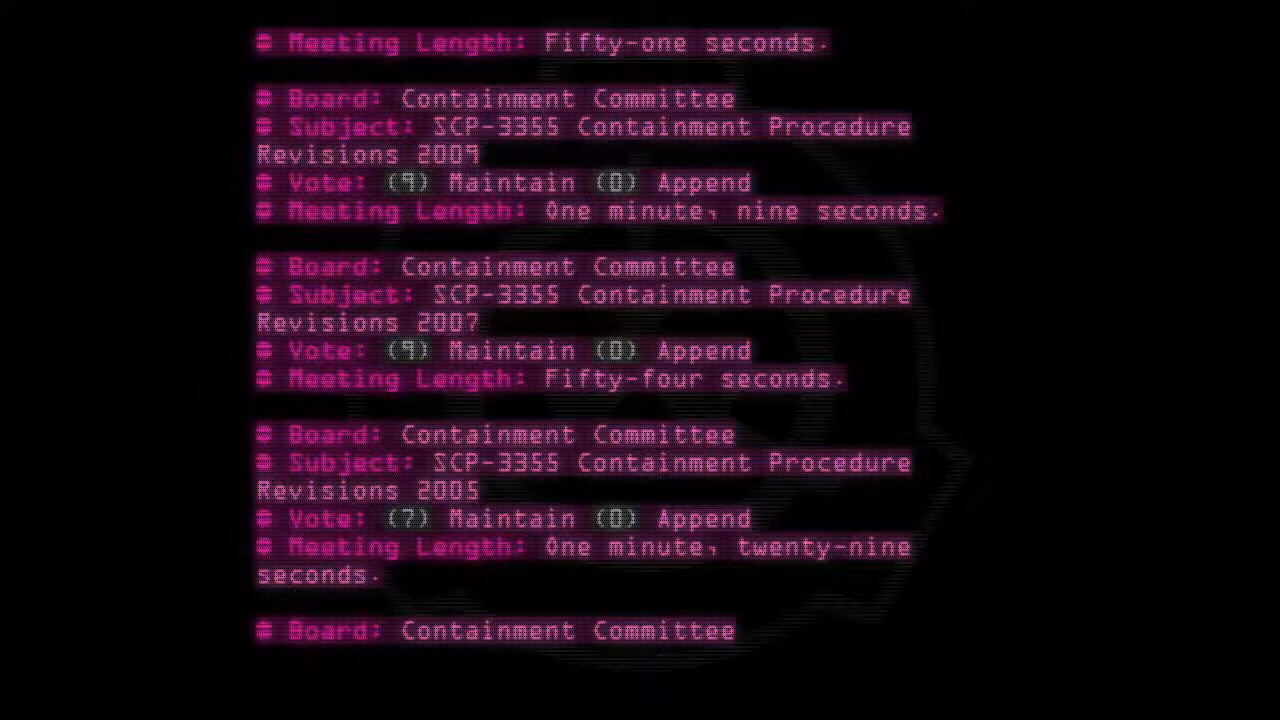 = Meeting Length: Fifty-one seconds.
= Board: Containment Committee
= Subject: SCP-3355 Containment Procedure
Revisions 2009
= Vote: (9) Maintain (0) Append
= Meeting Length: One minute, nine seconds.
= Board: Containment Committee
= Subject: SCP-3355 Containment Procedure
Revisions 2007
= Vote: (9) Maintain (0) Append
= Meeting Length: Fifty-four seconds.
= Board: Containment Committee
= Subject: SCP-3355 Containment Procedure
Revisions 2005
= Vote: (7) Maintain (0) Append
= Meeting Length: One minute, twenty-nine
seconds.
= Board: Containment Committee